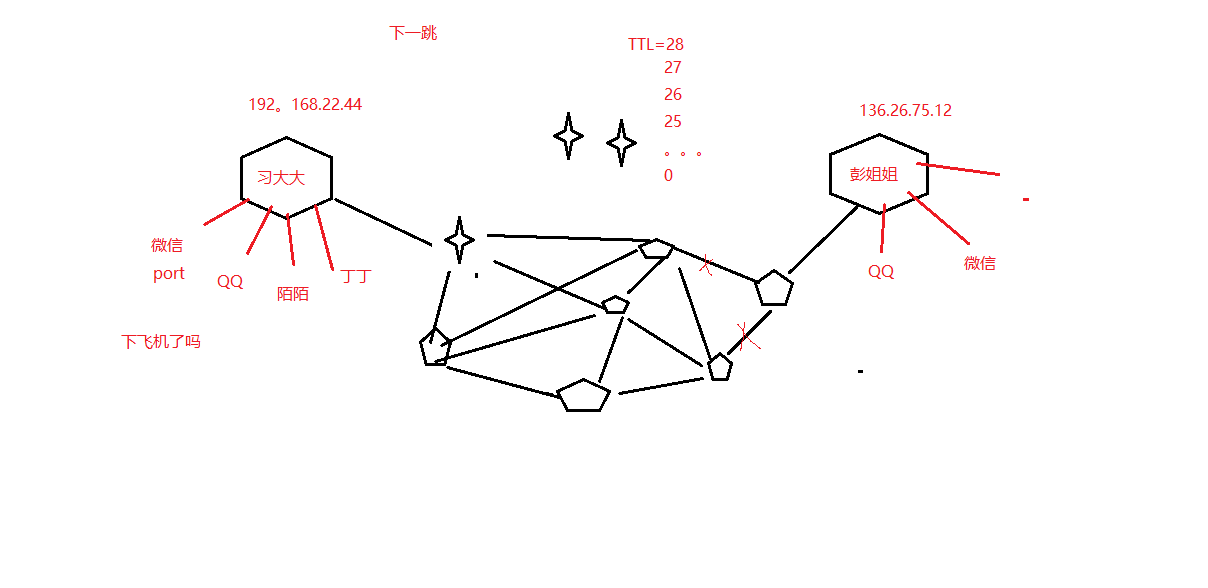 下一跳
TTL=28
27
26
25
。。。
0
192。168.22.44
136.26.75.12
习大大
彭姐姐
微信
port
QQ
陌陌
丁丁
QQ
微信
下飞机了吗